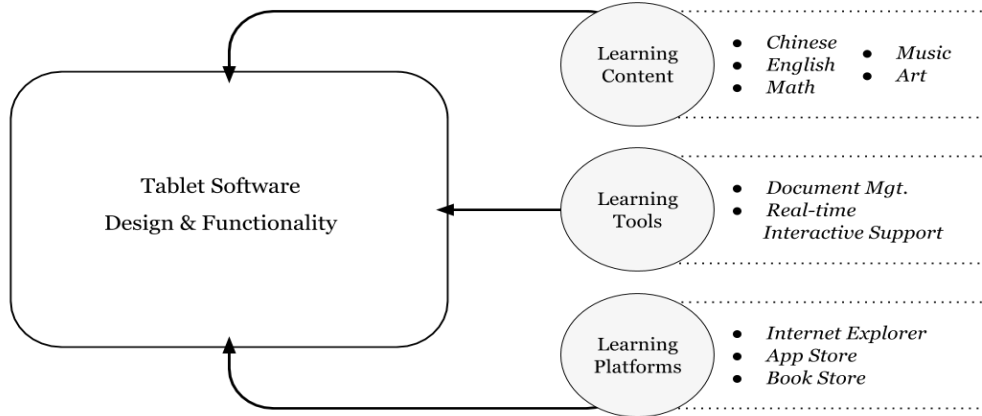 Learning
Content
● Chinese
● English
● Math
● Music
● Art
Tablet Software
Design & Functionality
Learning
Tools
● Document Mgt.
● Real-time
Interactive Support
Learning
Platforms
● Internet Explorer
● App Store
● Book Store